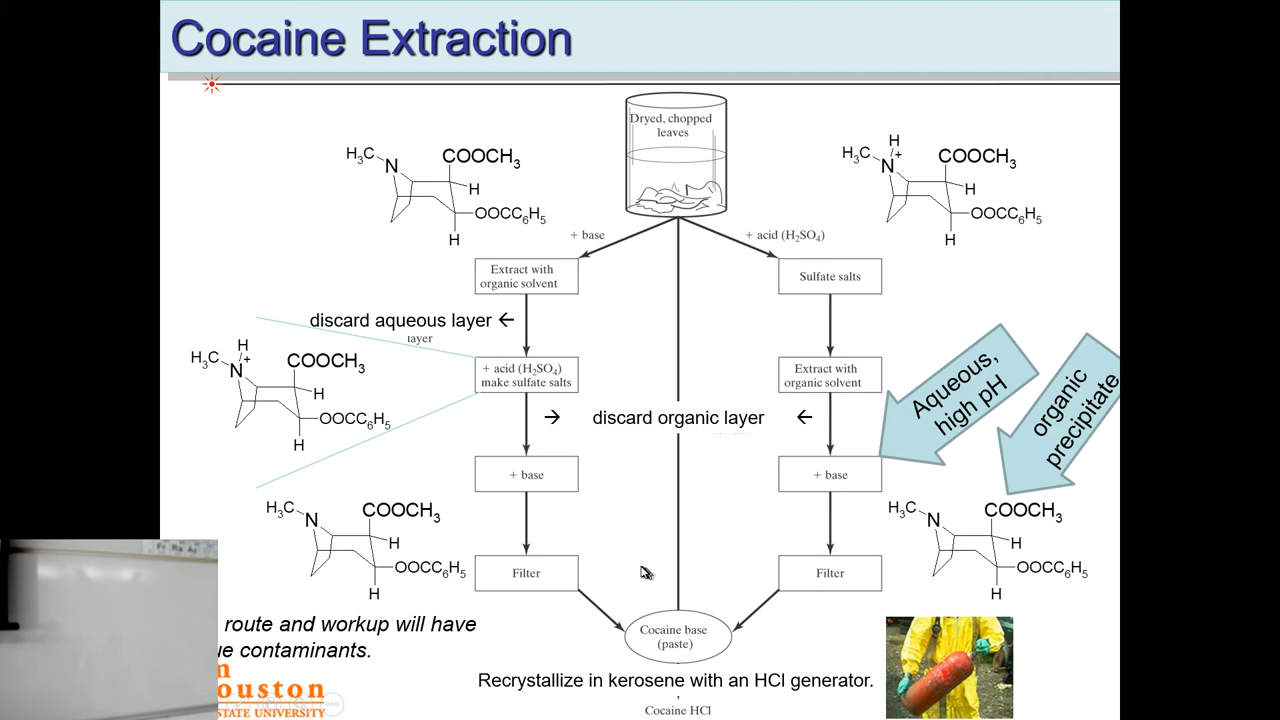 Cocaine Extraction
Dried, chopped
leaves
H₃C
N
COOCH₃
H
OOCC₆H₅
H
H
+
H₃C
N
COOCH₃
H
OOCC₆H₅
H
+ base
+ acid (H₂SO₄)
Extract with
organic solvent
Sulfate salts
discard aqueous layer ←
layer
H
+
H₃C
N
COOCH₃
H
OOCC₆H₅
H
+ acid (H₂SO₄)
make sulfate salts
Extract with
organic solvent
Aqueous,
high pH
organic
precipitate
→ discard organic layer ←
+ base
+ base
H₃C
N
COOCH₃
H
OOCC₆H₅
H
H₃C
N
COOCH₃
H
OOCC₆H₅
H
Filter
Filter
route and workup will have
contaminants.
Cocaine base
(paste)
Recrystallize in kerosene with an HCl generator.
Cocaine HCl
ouston
STATE UNIVERSITY